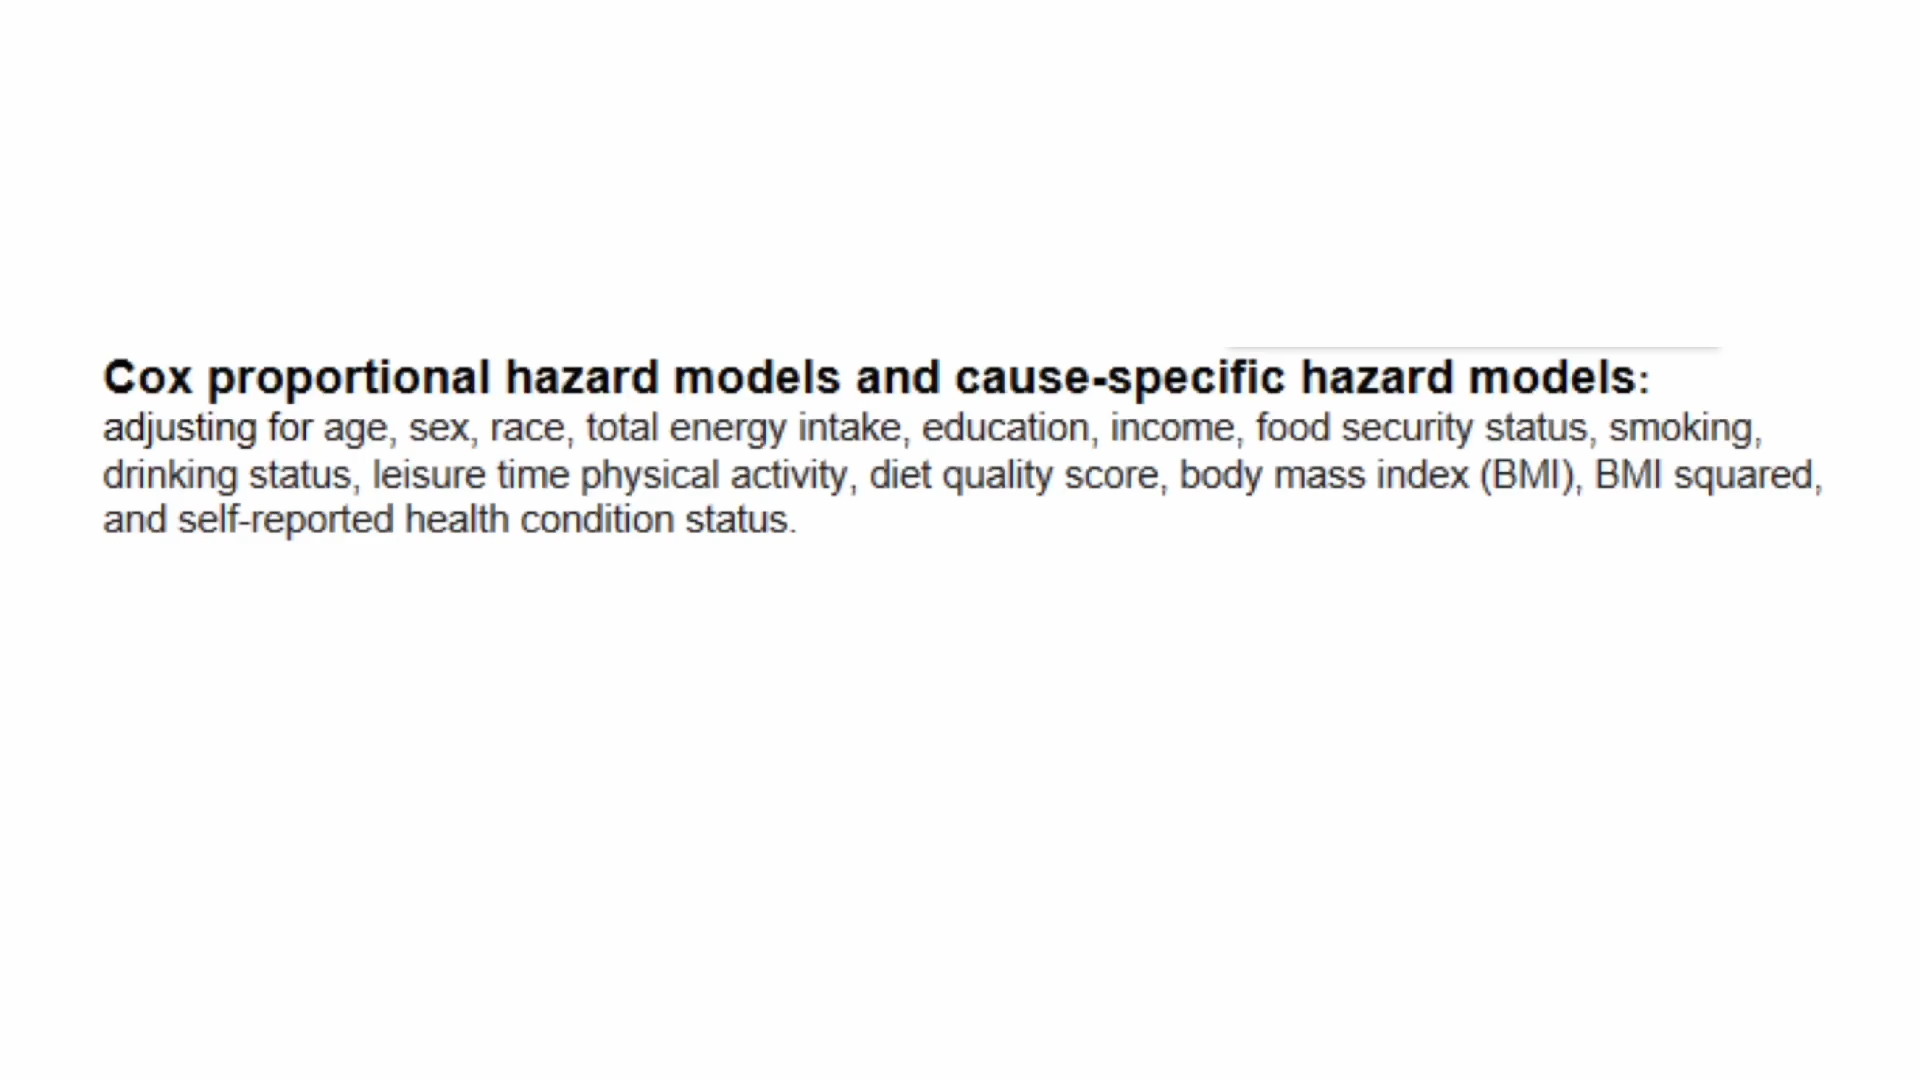 Cox proportional hazard models and cause-specific hazard models:
adjusting for age, sex, race, total energy intake, education, income, food security status, smoking,
drinking status, leisure time physical activity, diet quality score, body mass index (BMI), BMI squared,
and self-reported health condition status.